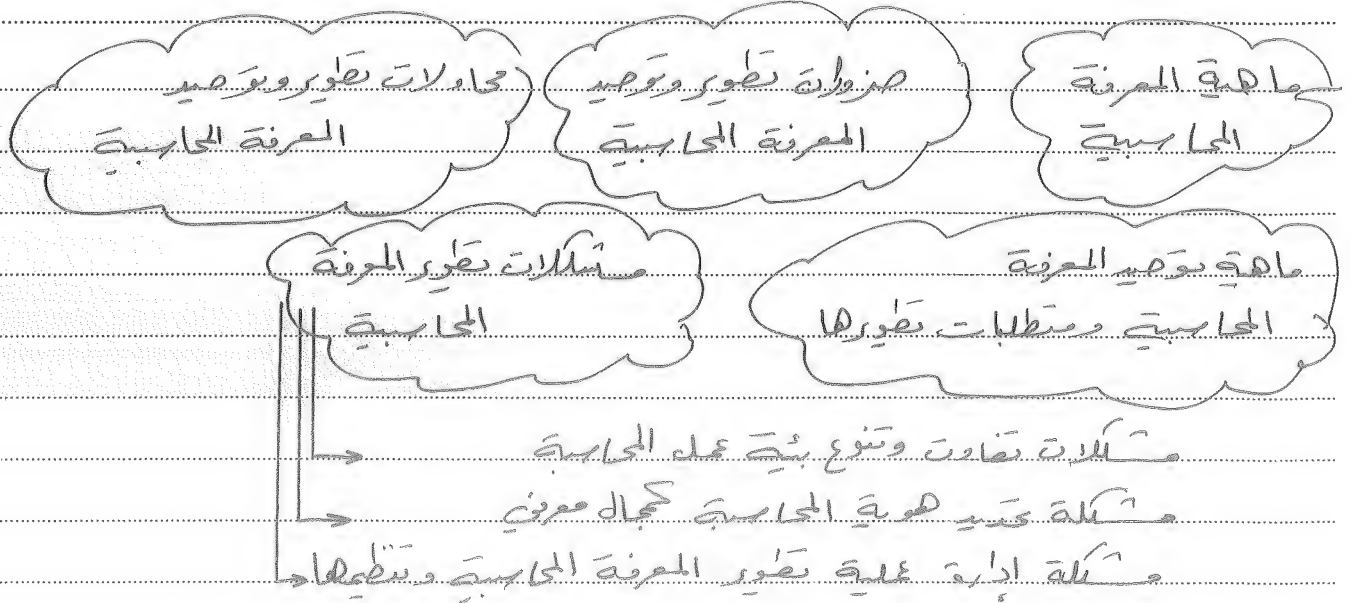 ما هية المعرفة
المحاسبية
ضرورات تطوير وتوحيد
المعرفة المحاسبية
محاولات تطوير وتوحيد
المعرفة المحاسبية
ماهية توحيد المعرفة
المحاسبية ومتطلبات تطويرها
مشكلات تطوير المعرفة
المحاسبية
مشكلات تفاوت وتنوع بيئة عمل المحاسبة
مشكلة تحديد هوية المحاسبة كمجال معرفي
مشكلة إدارة عملية تطوير المعرفة المحاسبية وتنظيمها